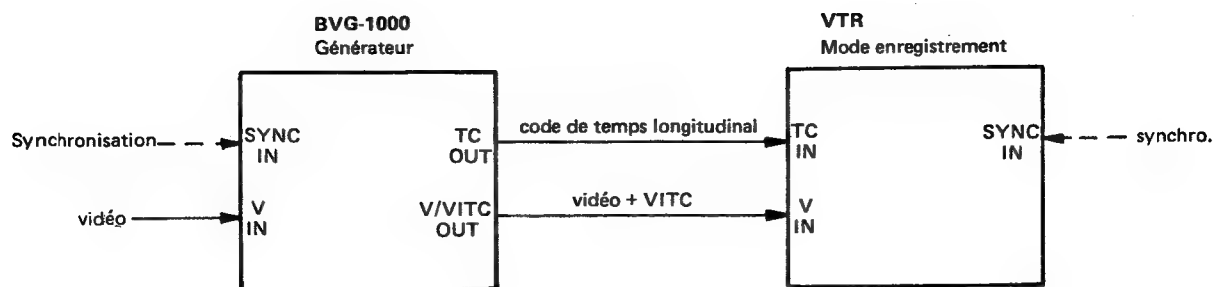 BVG-1000
Générateur
VTR
Mode enregistrement
Synchronisation
SYNC
IN
TC
OUT
code de temps longitudinal
TC
IN
SYNC
IN
synchro.
vidéo
V
IN
V/VITC
OUT
vidéo + VITC
V
IN